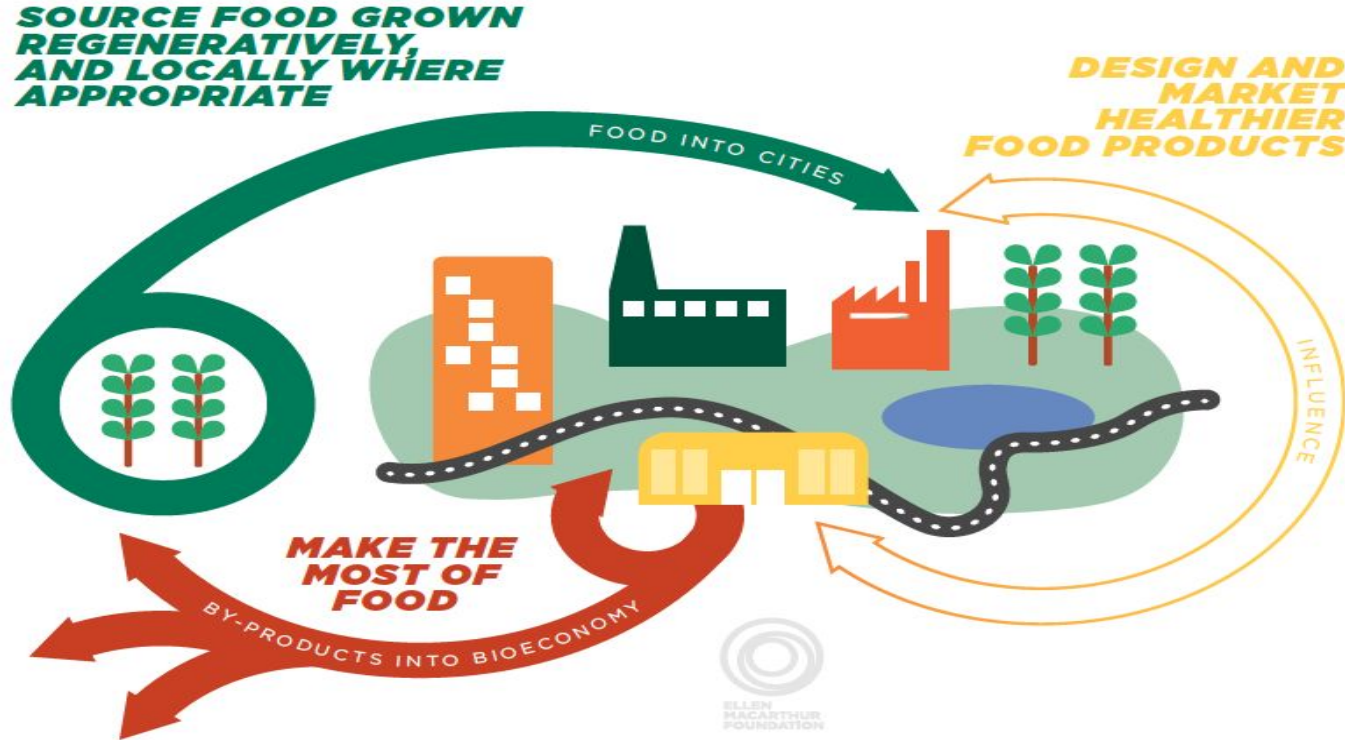 SOURCE FOOD GROWN
REGENERATIVELY,
AND LOCALLY WHERE
APPROPRIATE
DESIGN AND
MARKET
HEALTHIER
FOOD PRODUCTS
FOOD INTO CITIES
INFLUENCE
MAKE THE
MOST OF
FOOD
BY-PRODUCTS INTO BIOECONOMY
ELLEN
MACARTHUR
FOUNDATION